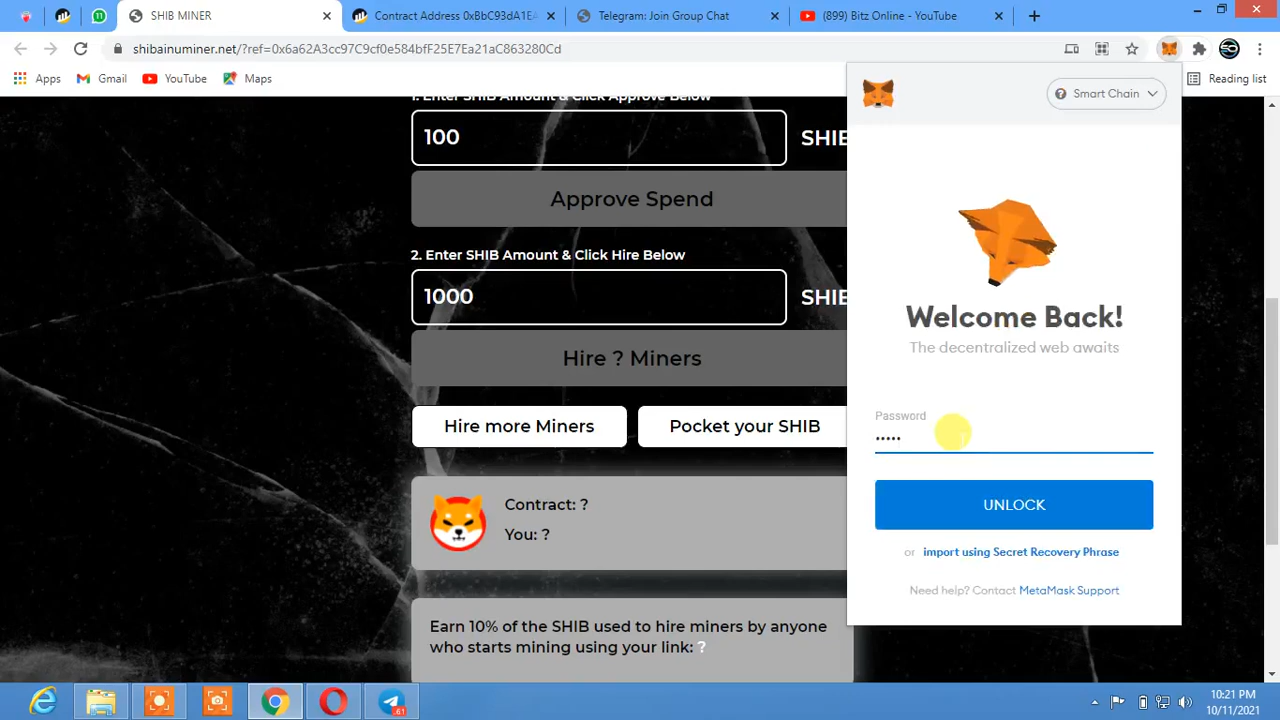 SHIB MINER
Contract Address 0xBbC93dA1EA
Telegram: Join Group Chat
(899) Bitz Online - YouTube
shibainuminer.net/?ref=0x6a62A3cc97C9cf0e584bfF25E7Ea21aC863280Cd
Apps
Gmail
YouTube
Maps
Reading list
1. Enter SHIB Amount & Click Approve Below
100
SHIB
Approve Spend
2. Enter SHIB Amount & Click Hire Below
1000
SHIB
Hire ? Miners
Hire more Miners
Pocket your SHIB
Contract: ?
You: ?
Earn 10% of the SHIB used to hire miners by anyone
who starts mining using your link: ?
Smart Chain
Welcome Back!
The decentralized web awaits
Password
•••••
UNLOCK
or import using Secret Recovery Phrase
Need help? Contact MetaMask Support
61
10:21 PM
10/11/2021